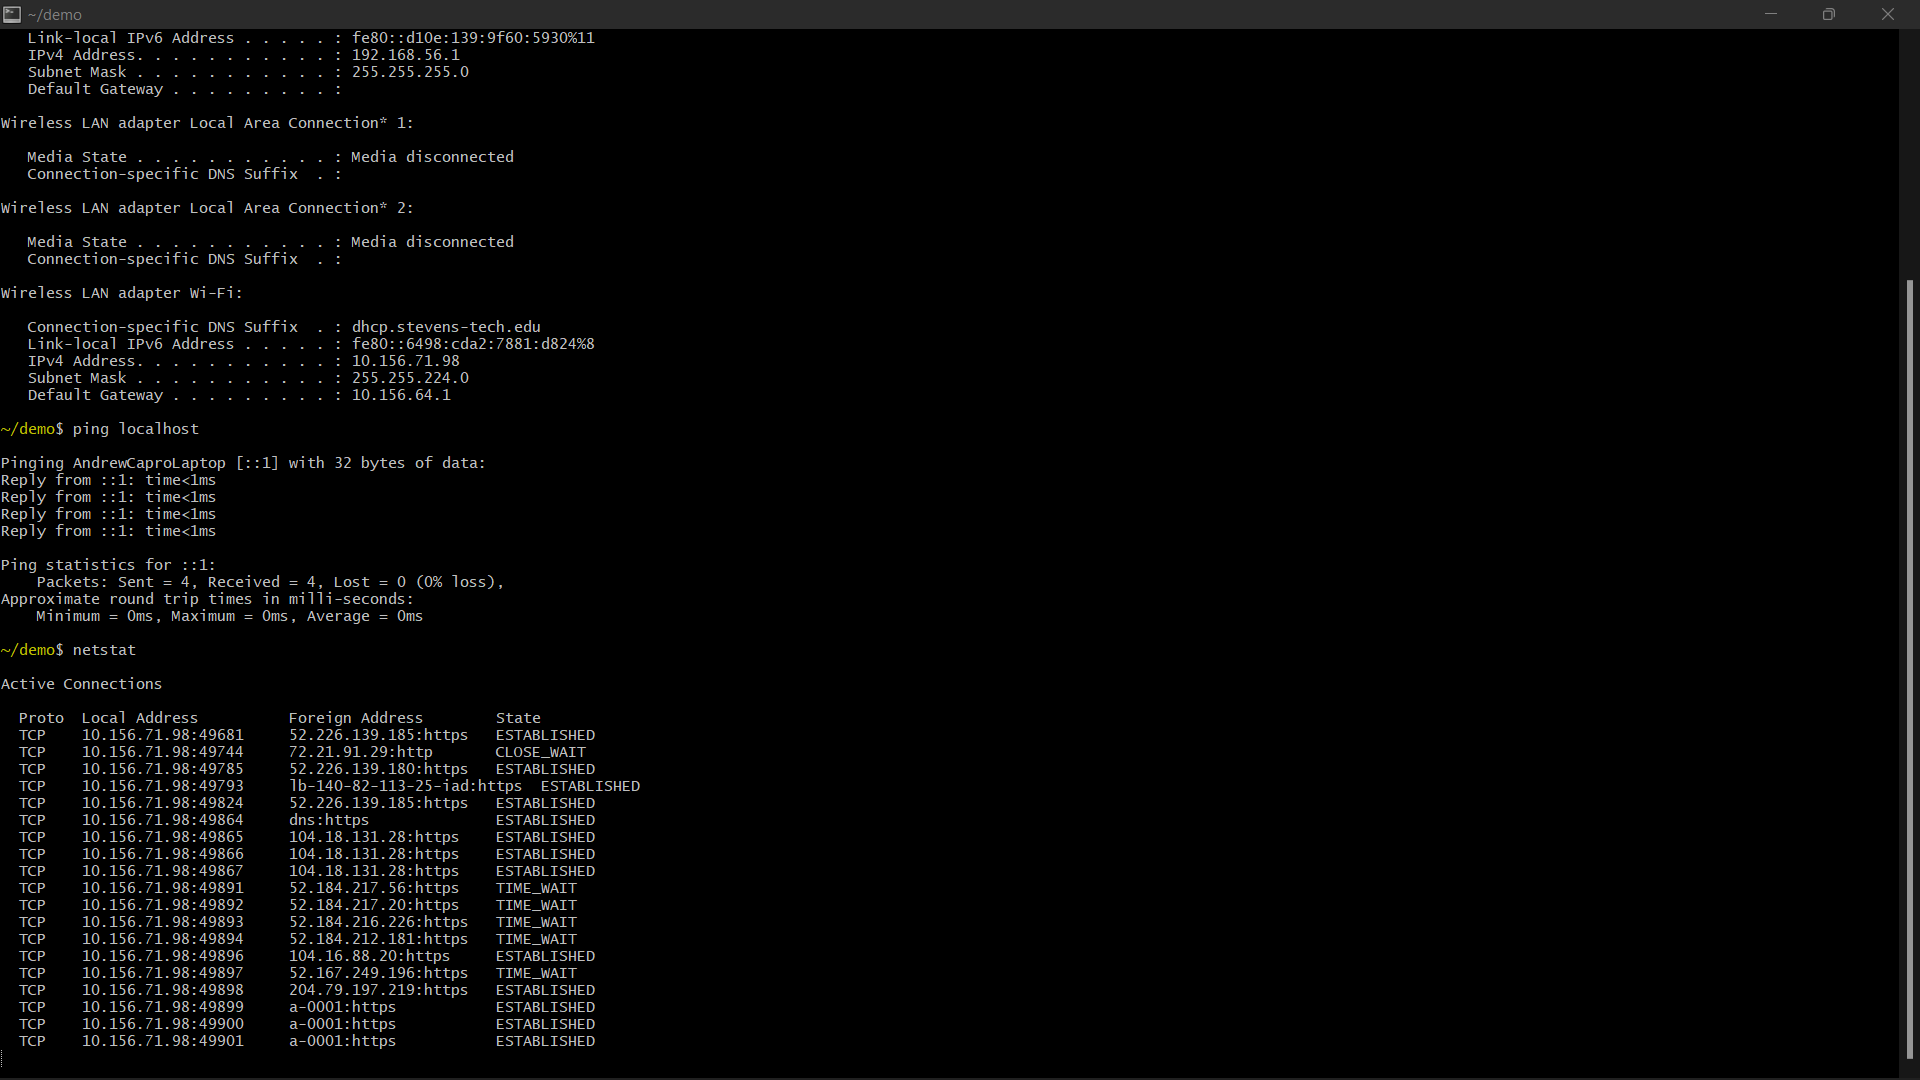 ~/demo
Link-local IPv6 Address . . . . . : fe80::d10e:139:9f60:5930%11
IPv4 Address. . . . . . . . . . . : 192.168.56.1
Subnet Mask . . . . . . . . . . . : 255.255.255.0
Default Gateway . . . . . . . . . :
Wireless LAN adapter Local Area Connection* 1:
Media State . . . . . . . . . . . : Media disconnected
Connection-specific DNS Suffix  . :
Wireless LAN adapter Local Area Connection* 2:
Media State . . . . . . . . . . . : Media disconnected
Connection-specific DNS Suffix  . :
Wireless LAN adapter Wi-Fi:
Connection-specific DNS Suffix  . : dhcp.stevens-tech.edu
Link-local IPv6 Address . . . . . : fe80::6498:cda2:7881:d824%8
IPv4 Address. . . . . . . . . . . : 10.156.71.98
Subnet Mask . . . . . . . . . . . : 255.255.224.0
Default Gateway . . . . . . . . . : 10.156.64.1
~/demo$ ping localhost
Pinging AndrewCaproLaptop [::1] with 32 bytes of data:
Reply from ::1: time<1ms
Reply from ::1: time<1ms
Reply from ::1: time<1ms
Reply from ::1: time<1ms
Ping statistics for ::1:
Packets: Sent = 4, Received = 4, Lost = 0 (0% loss),
Approximate round trip times in milli-seconds:
Minimum = 0ms, Maximum = 0ms, Average = 0ms
~/demo$ netstat
Active Connections
Proto  Local Address          Foreign Address        State
TCP    10.156.71.98:49681     52.226.139.185:https   ESTABLISHED
TCP    10.156.71.98:49744     72.21.91.29:http       CLOSE_WAIT
TCP    10.156.71.98:49785     52.226.139.180:https   ESTABLISHED
TCP    10.156.71.98:49793     lb-140-82-113-25-iad:https  ESTABLISHED
TCP    10.156.71.98:49824     52.226.139.185:https   ESTABLISHED
TCP    10.156.71.98:49864     dns:https              ESTABLISHED
TCP    10.156.71.98:49865     104.18.131.28:https    ESTABLISHED
TCP    10.156.71.98:49866     104.18.131.28:https    ESTABLISHED
TCP    10.156.71.98:49867     104.18.131.28:https    ESTABLISHED
TCP    10.156.71.98:49891     52.184.217.56:https    TIME_WAIT
TCP    10.156.71.98:49892     52.184.217.20:https    TIME_WAIT
TCP    10.156.71.98:49893     52.184.216.226:https   TIME_WAIT
TCP    10.156.71.98:49894     52.184.212.181:https   TIME_WAIT
TCP    10.156.71.98:49896     104.16.88.20:https     ESTABLISHED
TCP    10.156.71.98:49897     52.167.249.196:https   TIME_WAIT
TCP    10.156.71.98:49898     204.79.197.219:https   ESTABLISHED
TCP    10.156.71.98:49899     a-0001:https           ESTABLISHED
TCP    10.156.71.98:49900     a-0001:https           ESTABLISHED
TCP    10.156.71.98:49901     a-0001:https           ESTABLISHED